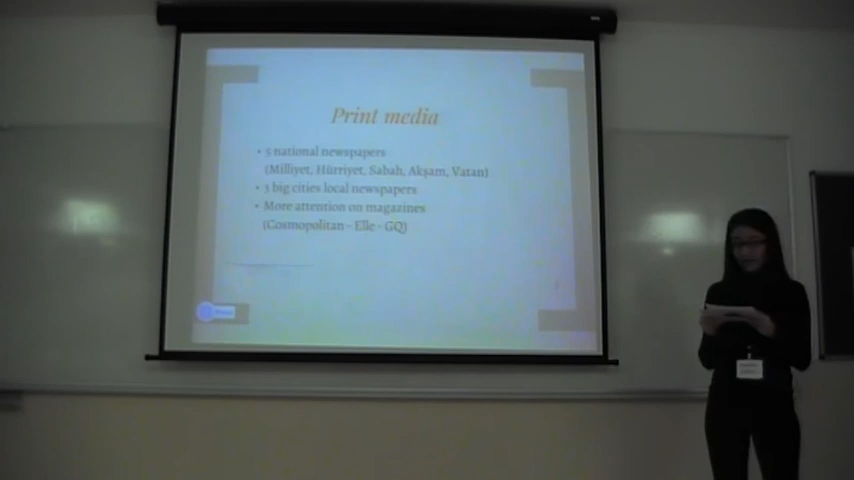 Print media
• 5 national newspapers
(Milliyet, Hürriyet, Sabah, Akşam, Vatan)
• 3 big cities local newspapers
• More attention on magazines
(Cosmopolitan - Elle - GQ)